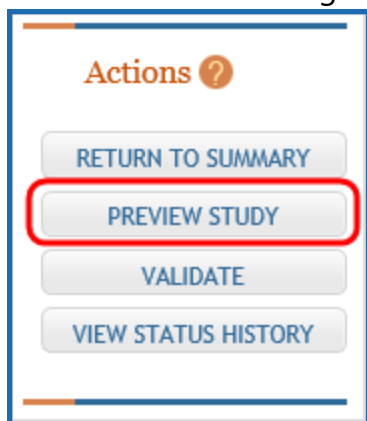 Actions ?
RETURN TO SUMMARY
PREVIEW STUDY
VALIDATE
VIEW STATUS HISTORY